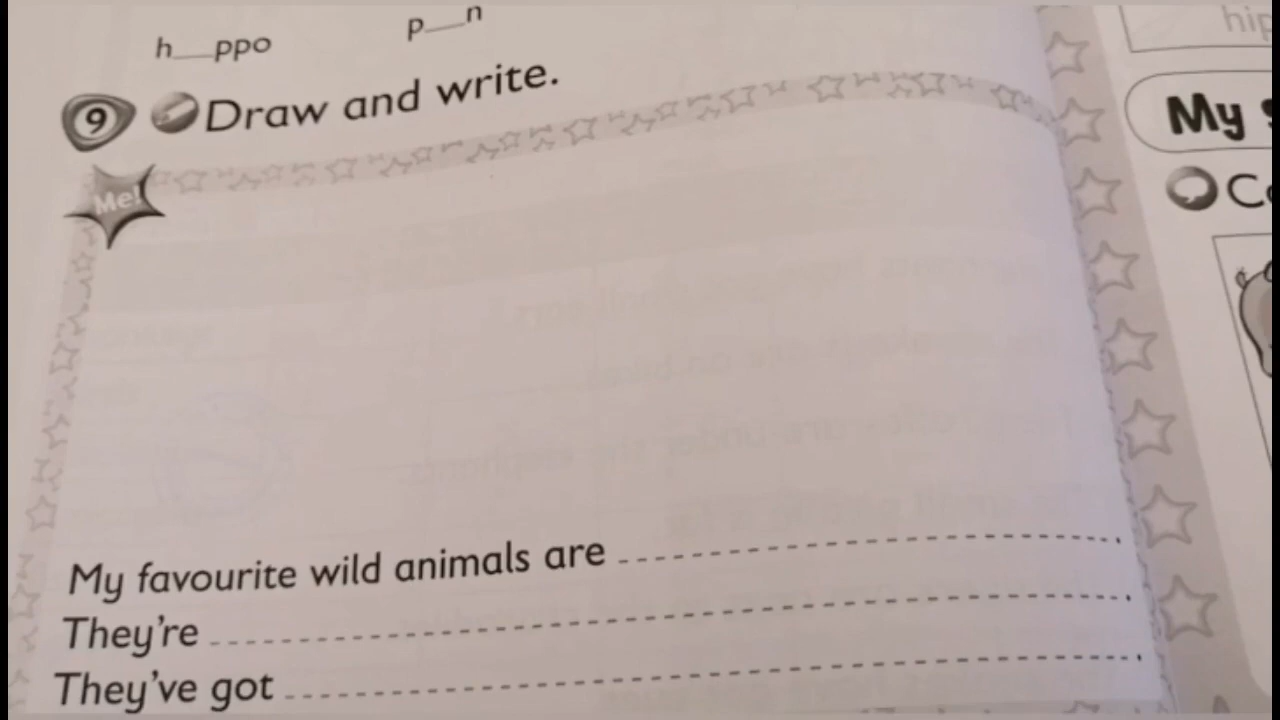 h__ppo
p__n
9 Draw and write.
Me!
My favourite wild animals are
They're
They've got
hip
My